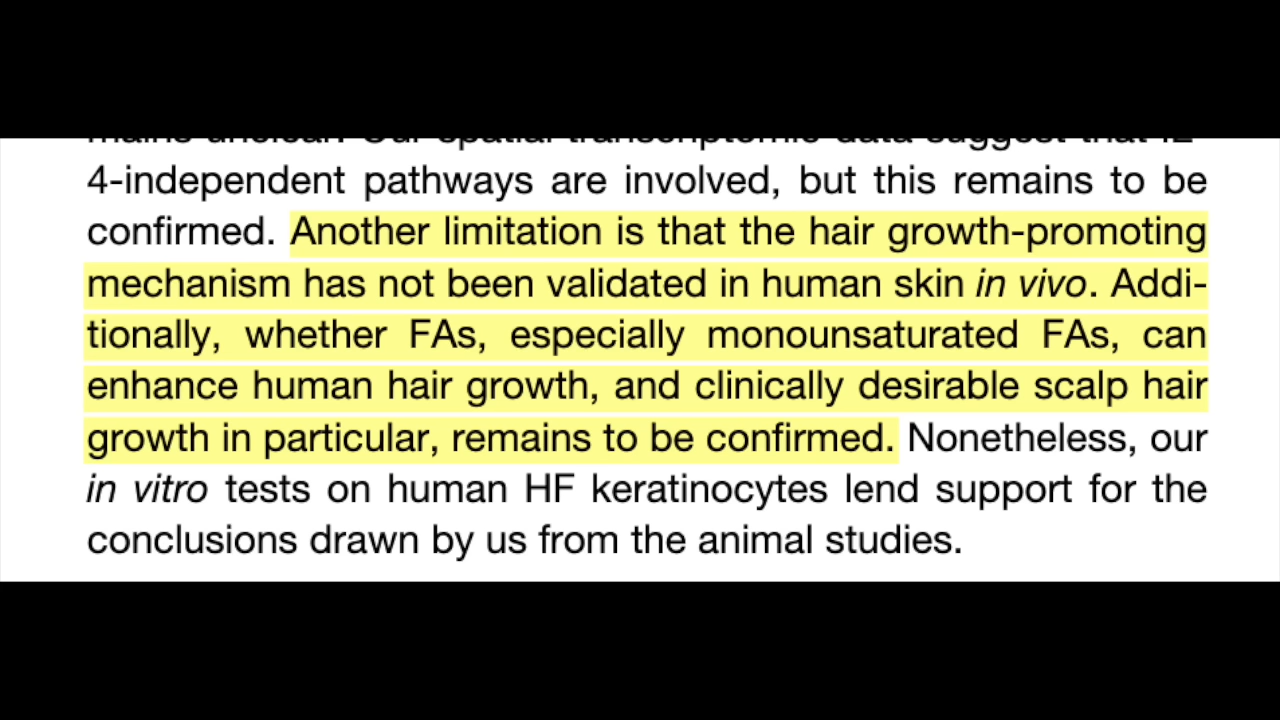 4-independent pathways are involved, but this remains to be
confirmed. Another limitation is that the hair growth-promoting
mechanism has not been validated in human skin in vivo. Addi-
tionally, whether FAs, especially monounsaturated FAs, can
enhance human hair growth, and clinically desirable scalp hair
growth in particular, remains to be confirmed. Nonetheless, our
in vitro tests on human HF keratinocytes lend support for the
conclusions drawn by us from the animal studies.